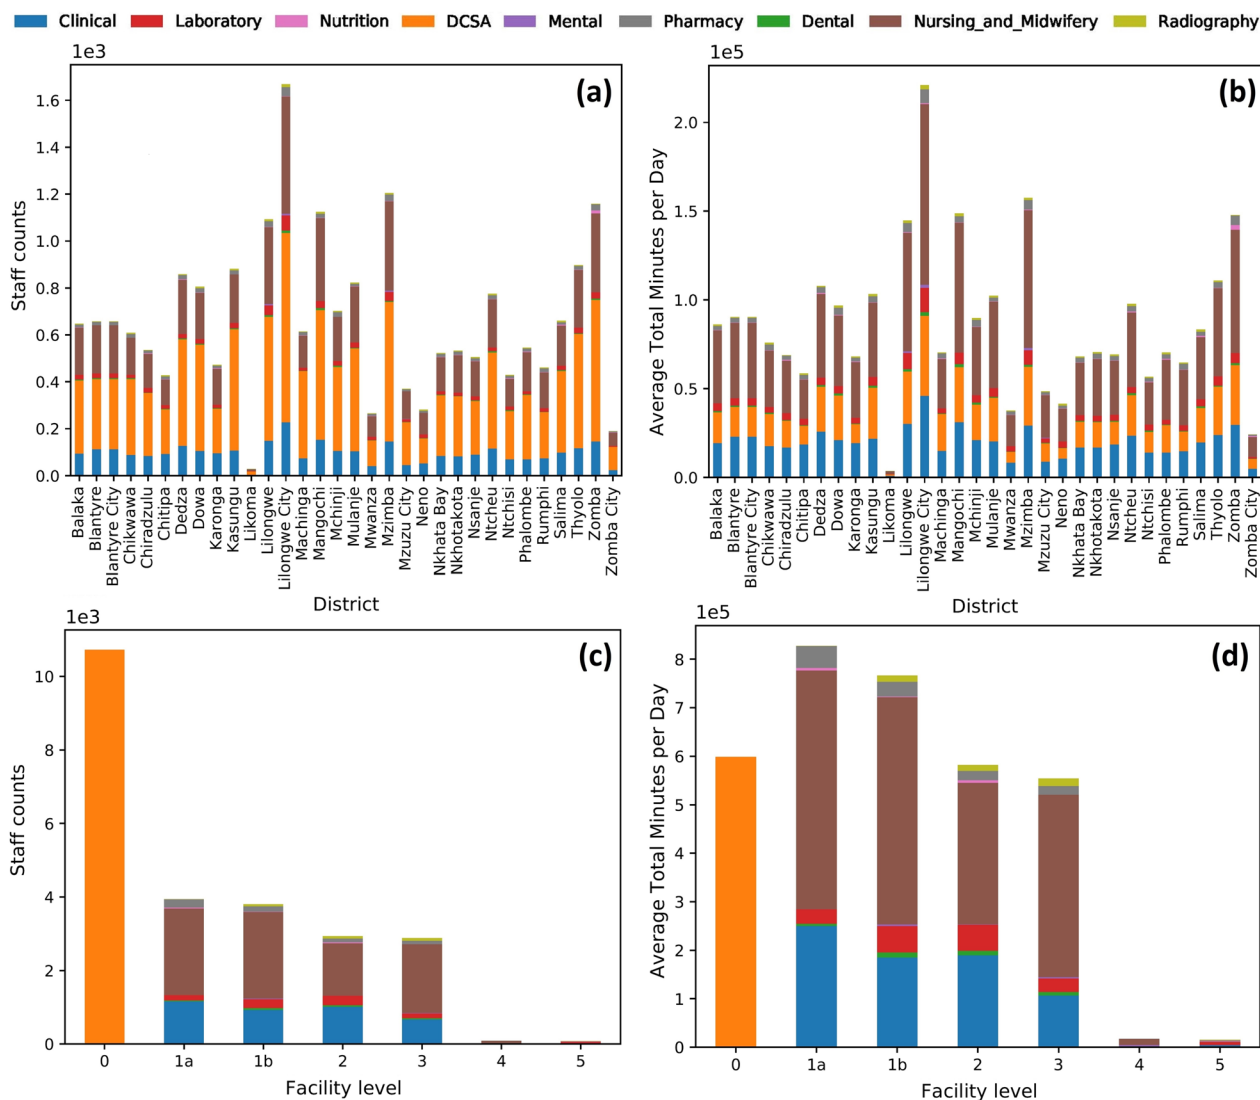 Clinical Laboratory Nutrition DCSA Mental Pharmacy Dental Nursing_and_Midwifery Radiography
1e3
(a)
Staff counts
1.6
1.4
1.2
1.0
0.8
0.6
0.4
0.2
0.0
Balaka
Blantyre
Blantyre City
Chikwawa
Chiradzulu
Chitipa
Dedza
Dowa
Karonga
Kasungu
Likoma
Lilongwe
Lilongwe City
Machinga
Mangochi
Mchinji
Mulanje
Mwanza
Mzimba
Mzuzu City
Neno
Nkhata Bay
Nkhotakota
Nsanje
Ntcheu
Ntchisi
Phalombe
Rumphi
Salima
Thyolo
Zomba
Zomba City
District
1e5
(b)
Average Total Minutes per Day
2.0
1.5
1.0
0.5
0.0
Balaka
Blantyre
Blantyre City
Chikwawa
Chiradzulu
Chitipa
Dedza
Dowa
Karonga
Kasungu
Likoma
Lilongwe
Lilongwe City
Machinga
Mangochi
Mchinji
Mulanje
Mwanza
Mzimba
Mzuzu City
Neno
Nkhata Bay
Nkhotakota
Nsanje
Ntcheu
Ntchisi
Phalombe
Rumphi
Salima
Thyolo
Zomba
Zomba City
District
1e3
(c)
Staff counts
10
8
6
4
2
0
0 1a 1b 2 3 4 5
Facility level
1e5
(d)
Average Total Minutes per Day
8
7
6
5
4
3
2
1
0
0 1a 1b 2 3 4 5
Facility level